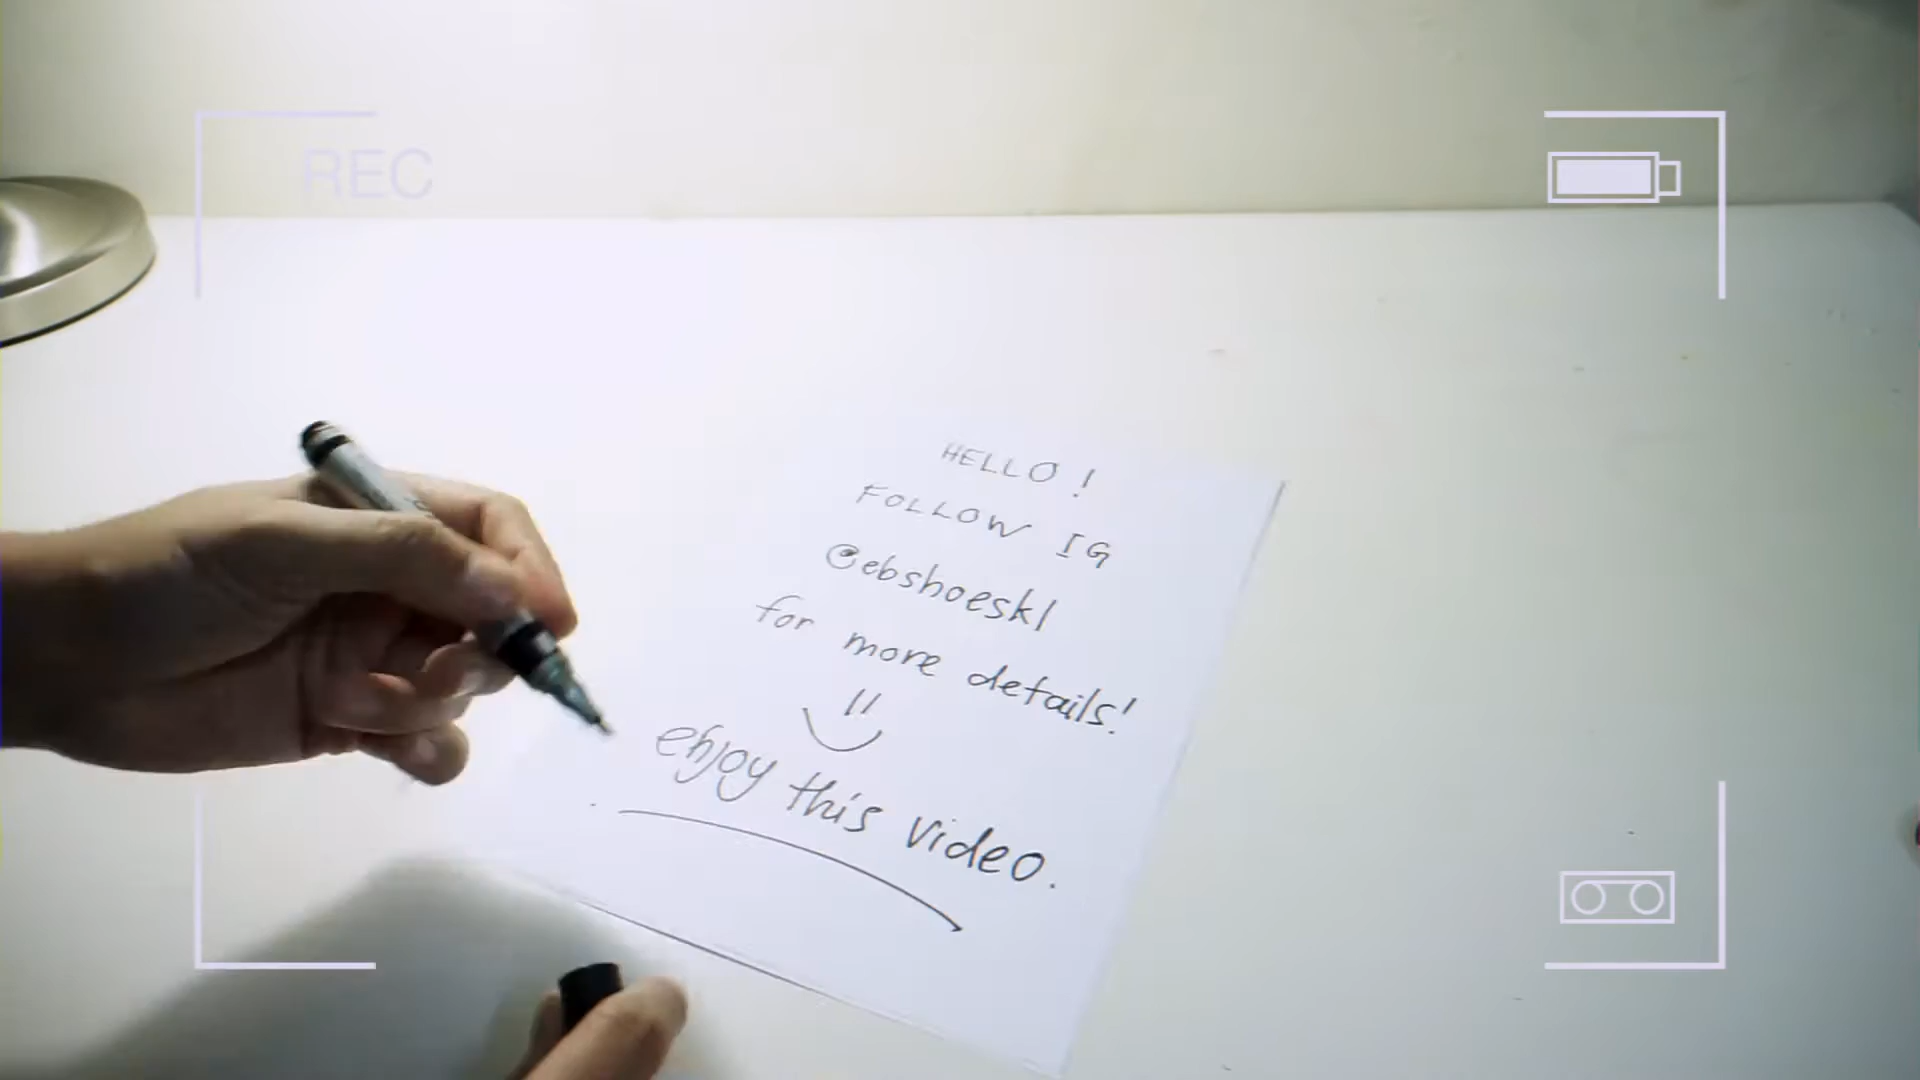 REC
HELLO!
FOLLOW IG
@ebshoeskl
for more details!
enjoy this video.